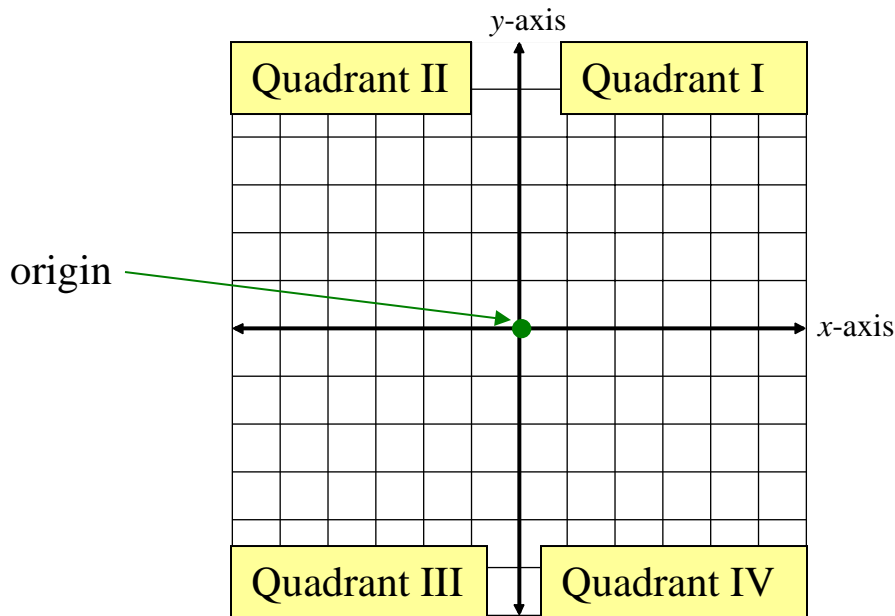 y-axis
Quadrant II
Quadrant I
origin
x-axis
Quadrant III
Quadrant IV